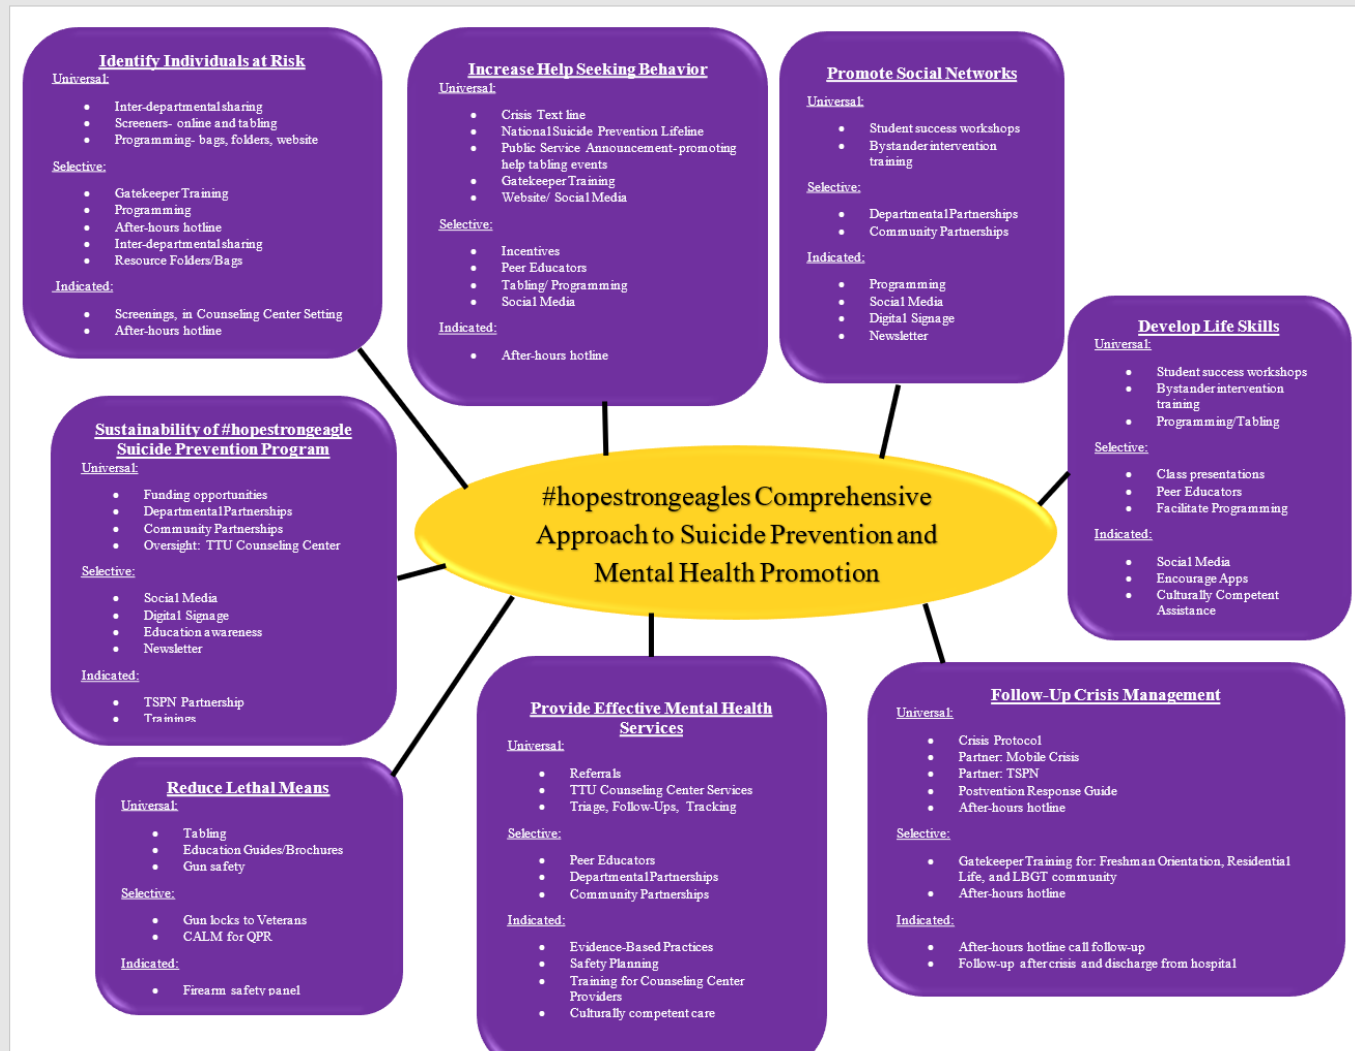 Identify Individuals at Risk
Universal:
Inter-departmental sharing
Screeners- online and tabling
Programming- bags, folders, website
Selective:
Gatekeeper Training
Programming
After-hours hotline
Inter-departmental sharing
Resource Folders/Bags
Indicated:
Screenings, in Counseling Center Setting
After-hours hotline
Increase Help Seeking Behavior
Universal:
Crisis Text line
National Suicide Prevention Lifeline
Public Service Announcement- promoting
help tabling events
Gatekeeper Training
Website/ Social Media
Selective:
Incentives
Peer Educators
Tabling/ Programming
Social Media
Indicated:
After-hours hotline
Promote Social Networks
Universal:
Student success workshops
Bystander intervention
training
Selective:
Departmental Partnerships
Community Partnerships
Indicated:
Programming
Social Media
Digital Signage
Newsletter
Develop Life Skills
Universal:
Student success workshops
Bystander intervention
training
Programming/Tabling
Selective:
Class presentations
Peer Educators
Facilitate Programming
Indicated:
Social Media
Encourage Apps
Culturally Competent
Assistance
Sustainability of #hopestrongeagle
Suicide Prevention Program
Universal:
Funding opportunities
Departmental Partnerships
Community Partnerships
Oversight: TTU Counseling Center
Selective:
Social Media
Digital Signage
Education awareness
Newsletter
Indicated:
TSPN Partnership
Trainings
#hopestrongeagles Comprehensive
Approach to Suicide Prevention and
Mental Health Promotion
Reduce Lethal Means
Universal:
Tabling
Education Guides/Brochures
Gun safety
Selective:
Gun locks to Veterans
CALM for QPR
Indicated:
Firearm safety panel
Provide Effective Mental Health
Services
Universal:
Referrals
TTU Counseling Center Services
Triage, Follow-Ups, Tracking
Selective:
Peer Educators
Departmental Partnerships
Community Partnerships
Indicated:
Evidence-Based Practices
Safety Planning
Training for Counseling Center
Providers
Culturally competent care
Follow-Up Crisis Management
Universal:
Crisis Protocol
Partner: Mobile Crisis
Partner: TSPN
Postvention Response Guide
After-hours hotline
Selective:
Gatekeeper Training for: Freshman Orientation, Residential
Life, and LBGT community
After-hours hotline
Indicated:
After-hours hotline call follow-up
Follow-up after crisis and discharge from hospital